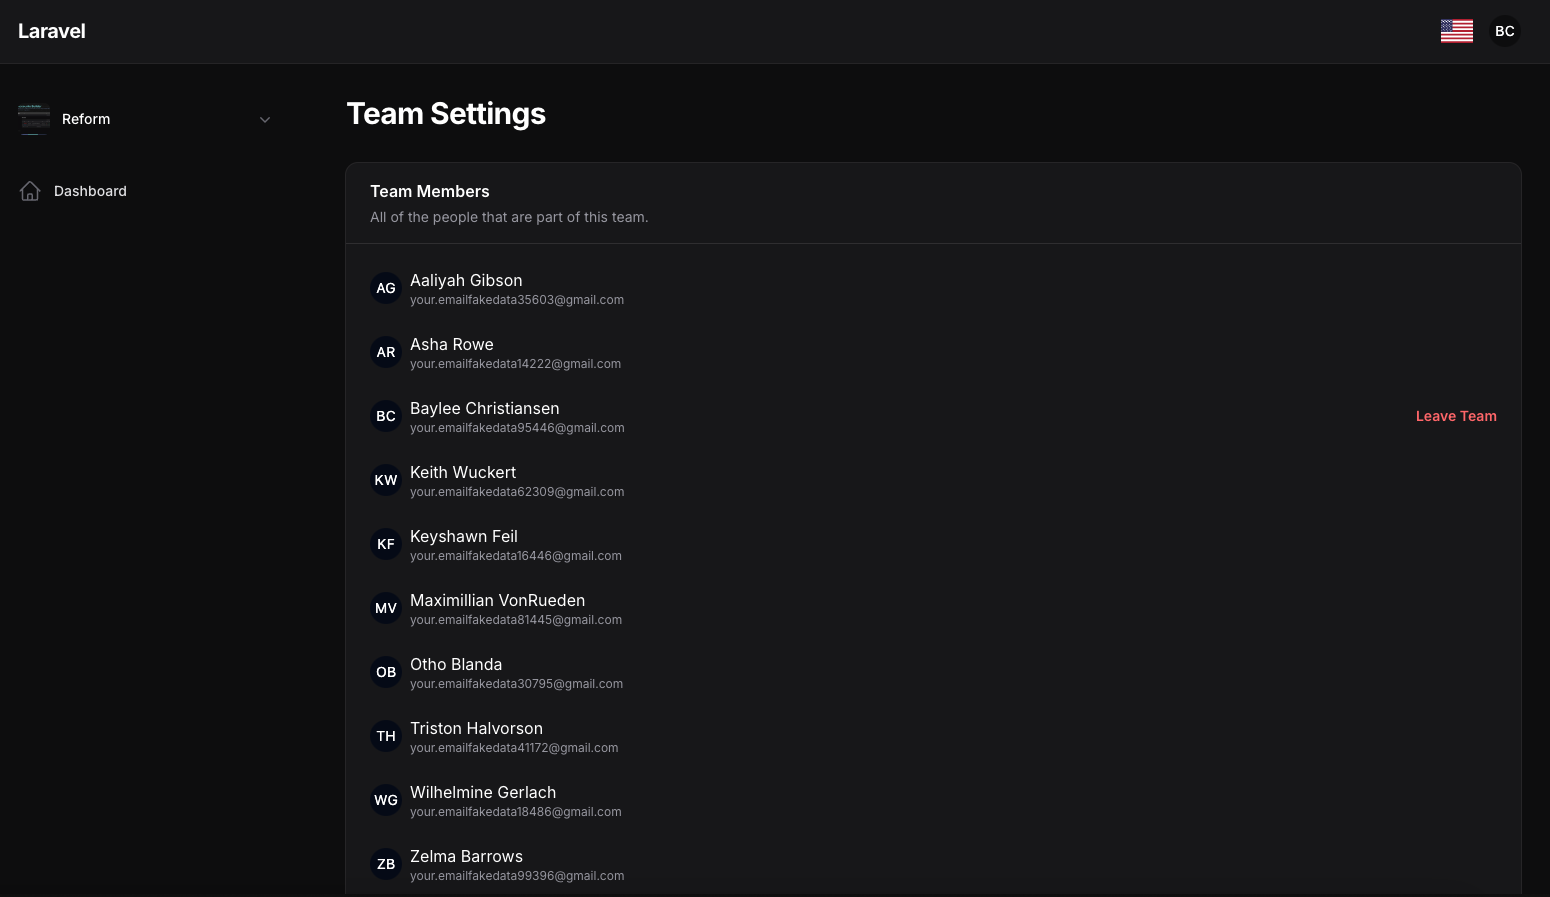 Laravel
BC
Reform
Dashboard
Team Settings
Team Members
All of the people that are part of this team.
AG
Aaliyah Gibson
your.emailfakedata35603@gmail.com
AR
Asha Rowe
your.emailfakedata14222@gmail.com
BC
Baylee Christiansen
your.emailfakedata95446@gmail.com
Leave Team
KW
Keith Wuckert
your.emailfakedata62309@gmail.com
KF
Keyshawn Feil
your.emailfakedata16446@gmail.com
MV
Maximillian VonRueden
your.emailfakedata81445@gmail.com
OB
Otho Blanda
your.emailfakedata30795@gmail.com
TH
Triston Halvorson
your.emailfakedata41172@gmail.com
WG
Wilhelmine Gerlach
your.emailfakedata18486@gmail.com
ZB
Zelma Barrows
your.emailfakedata99396@gmail.com